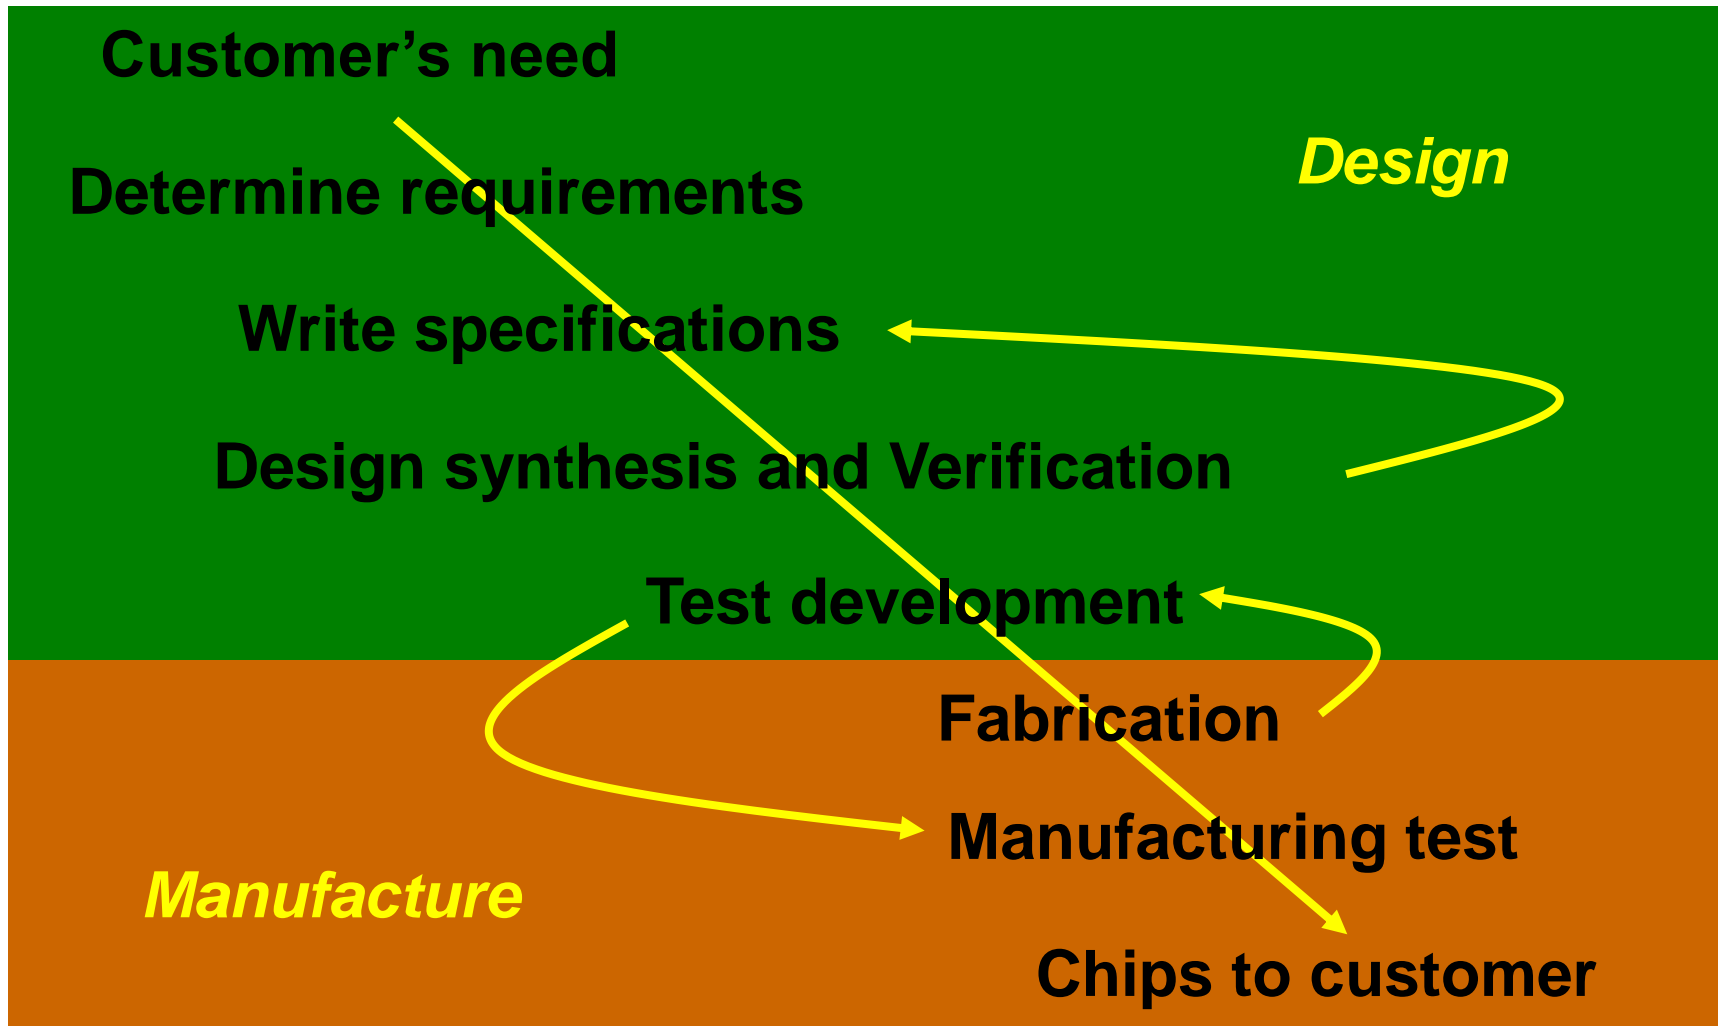 Customer’s need
Design
Determine requirements
Write specifications
Design synthesis and Verification
Test development
Fabrication
Manufacturing test
Manufacture
Chips to customer